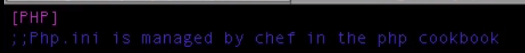 [PHP]
;;Php.ini is managed by chef in the php cookbook